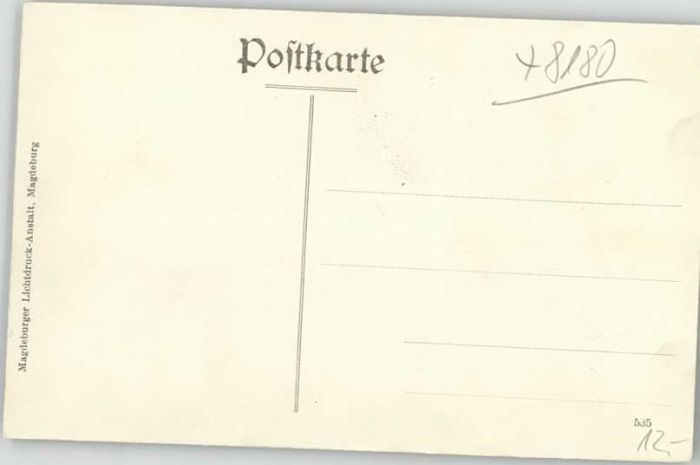 Poſtkarte
+8180
Magdeburger Lichtdruck-Anstalt, Magdeburg
535
12.-